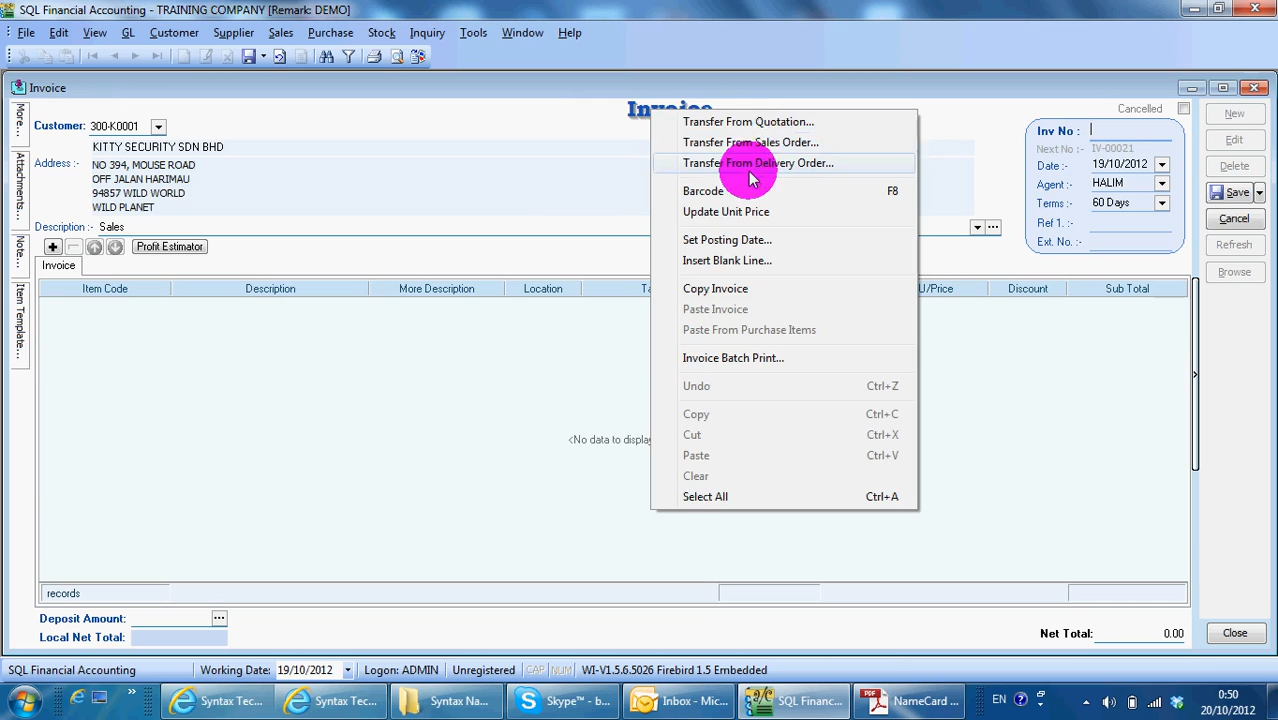 SQL Financial Accounting - TRAINING COMPANY [Remark: DEMO]
File Edit View GL Customer Supplier Sales Purchase Stock Inquiry Tools Window Help
Invoice
Invoice
Cancelled
More...
Attachments...
Note...
Item Template...
Customer: 300-K0001
KITTY SECURITY SDN BHD
Address :- NO 394, MOUSE ROAD
OFF JALAN HARIMAU
94857 WILD WORLD
WILD PLANET
Description :- Sales
Profit Estimator
Invoice
Inv No :
Next No : IV-00021
Date :- 19/10/2012
Agent :- HALIM
Terms :- 60 Days
Ref 1.:-
Ext. No. :-
New
Edit
Delete
Save
Cancel
Refresh
Browse
Item Code Description More Description Location U/Price Discount Sub Total
<No data to display
Transfer From Quotation...
Transfer From Sales Order...
Transfer From Delivery Order...
Barcode F8
Update Unit Price
Set Posting Date...
Insert Blank Line...
Copy Invoice
Paste Invoice
Paste From Purchase Items
Invoice Batch Print...
Undo Ctrl+Z
Copy Ctrl+C
Cut Ctrl+X
Paste Ctrl+V
Clear
Select All Ctrl+A
records
Deposit Amount:
Local Net Total:
Net Total: 0.00
Close
SQL Financial Accounting Working Date: 19/10/2012 Logon: ADMIN Unregistered CAP NUM WI-V1.5.6.5026 Firebird 1.5 Embedded
Syntax Tec... Syntax Tec... Syntax Na... Skype™ - b... Inbox - Mic... SQL Financ... NameCard ... EN 0:50
20/10/2012